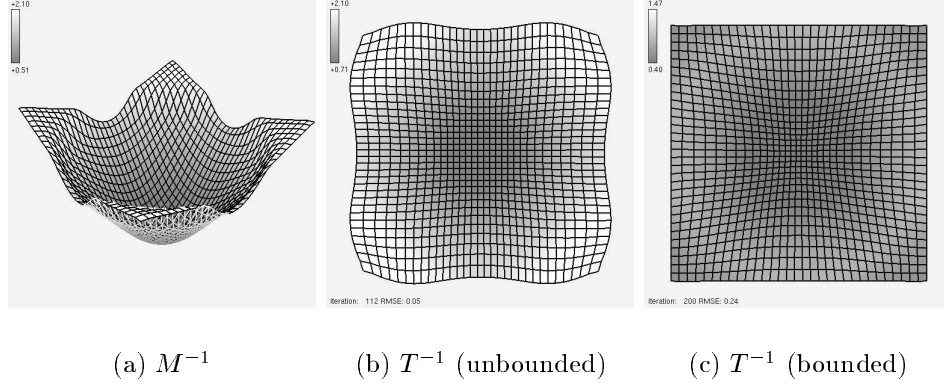 +2.10
+0.51
+2.10
+0.71
Iteration: 112 RMSE: 0.05
1.47
0.40
Iteration: 200 RMSE: 0.24
(a) M⁻¹
(b) T⁻¹ (unbounded)
(c) T⁻¹ (bounded)